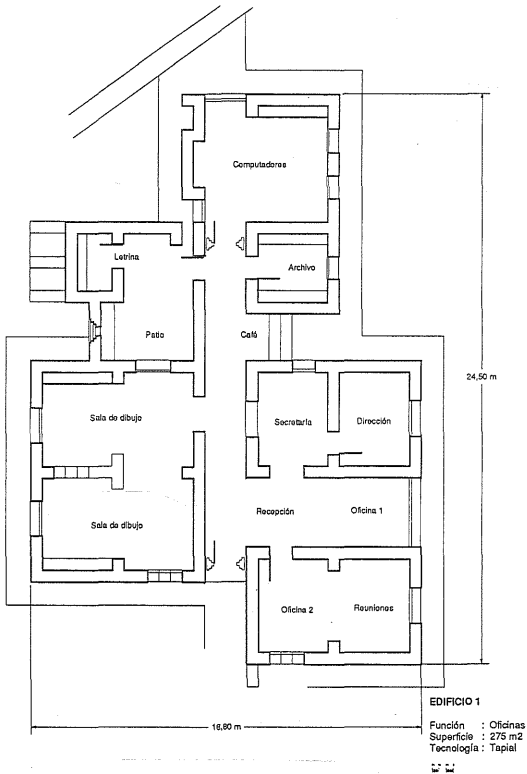 Computadores
Letrina
Archivo
Patio
Café
24,50 m
Sala de dibujo
Secretaría
Dirección
Recepción
Oficina 1
Sala de dibujo
Oficina 2
Reuniones
EDIFICIO 1
16,60 m
Función : Oficinas
Superficie : 275 m2
Tecnología : Tapial